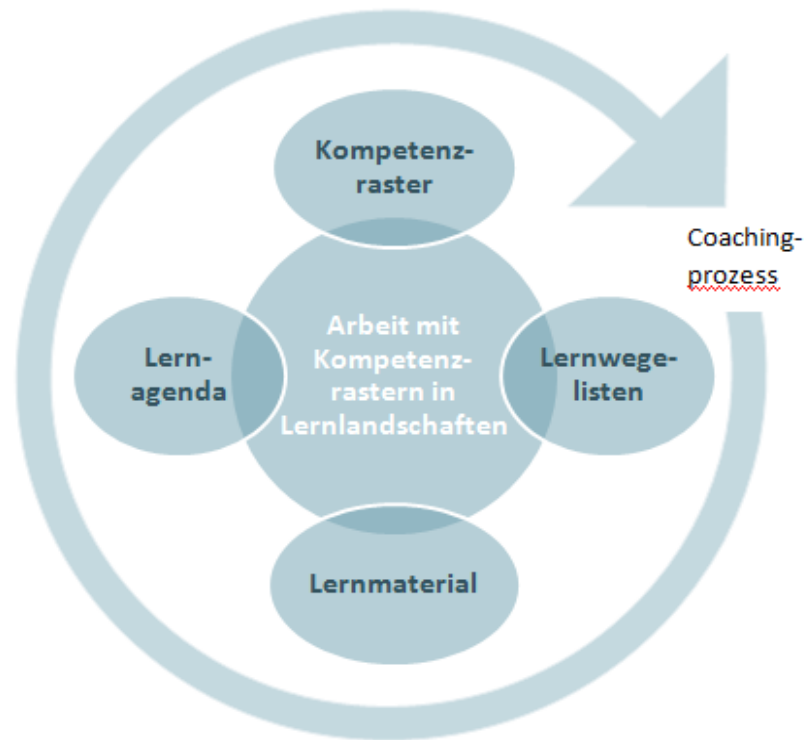 Kompetenz-
raster
Coaching-
prozess
Arbeit mit
Kompetenz-
rastern in
Lernlandschaften
Lern-
agenda
Lernwege-
listen
Lernmaterial